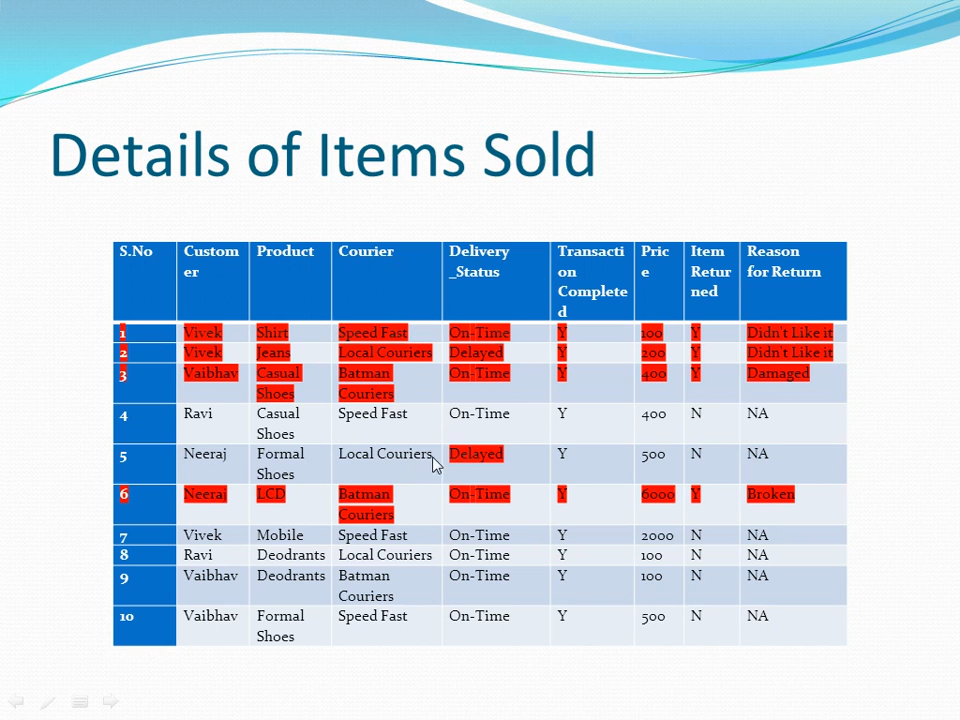 Details of Items Sold
S.No Custom Product Courier Delivery Transacti Pric Item Reason
er _Status on e Retur for Return
Complete ned
d
1 Vivek Shirt Speed Fast On-Time Y 100 Y Didn't Like it
2 Vivek Jeans Local Couriers Delayed Y 200 Y Didn't Like it
3 Vaibhav Casual Batman On-Time Y 400 Y Damaged
Shoes Couriers
4 Ravi Casual Speed Fast On-Time Y 400 N NA
Shoes
5 Neeraj Formal Local Couriers Delayed Y 500 N NA
Shoes
6 Neeraj LCD Batman On-Time Y 6000 Y Broken
Couriers
7 Vivek Mobile Speed Fast On-Time Y 2000 N NA
8 Ravi Deodrants Local Couriers On-Time Y 100 N NA
9 Vaibhav Deodrants Batman On-Time Y 100 N NA
Couriers
10 Vaibhav Formal Speed Fast On-Time Y 500 N NA
Shoes